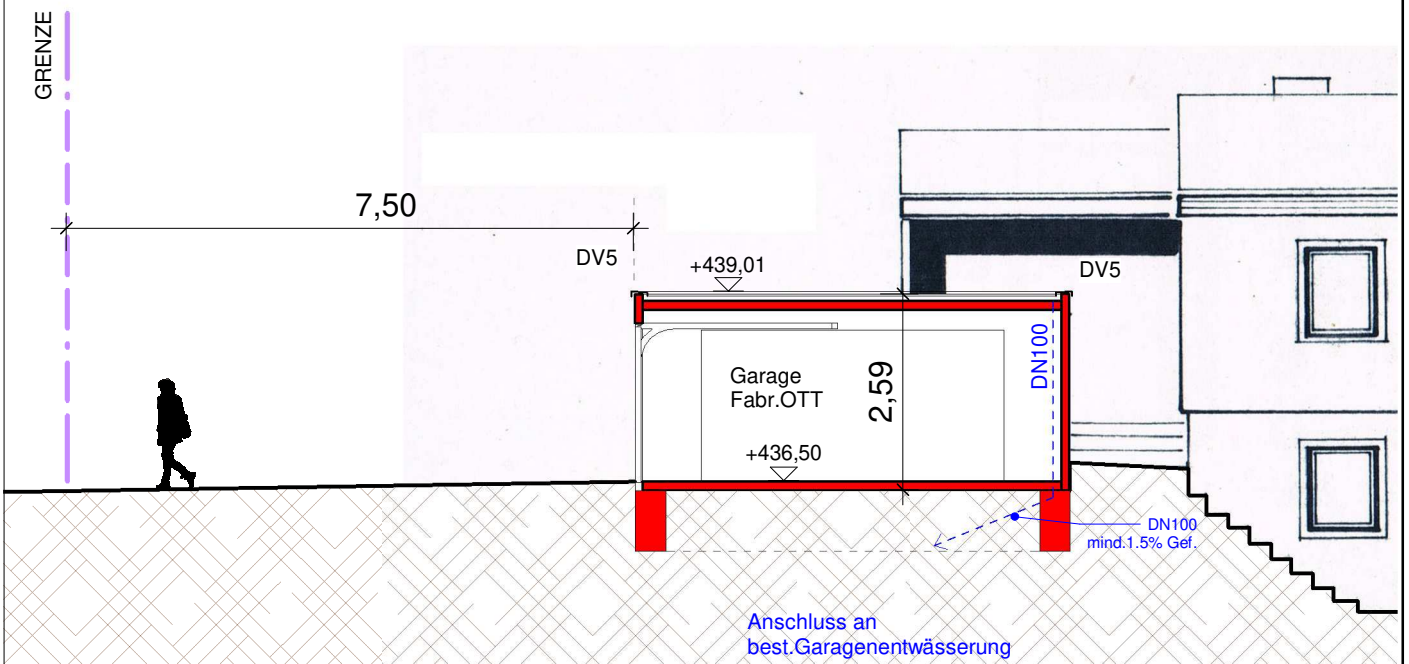 GRENZE
7,50
DV5
+439,01
DV5
DN100
Garage
Fabr.OTT
2,59
+436,50
DN100
mind.1.5% Gef.
Anschluss an
best.Garagenentwässerung